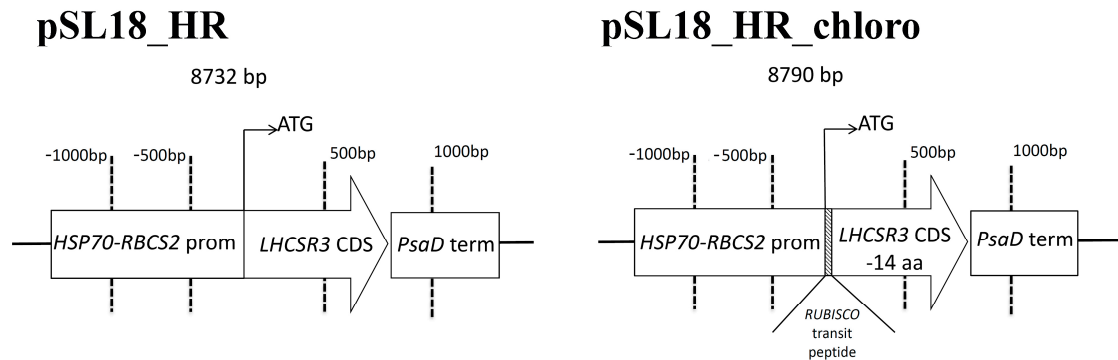 pSL18_HR
8732 bp
ATG
-1000bp -500bp 500bp 1000bp
HSP70-RBCS2 prom LHCSR3 CDS PsaD term
pSL18_HR_chloro
8790 bp
ATG
-1000bp -500bp 500bp 1000bp
HSP70-RBCS2 prom LHCSR3 CDS PsaD term
-14 aa
RUBISCO
transit
peptide